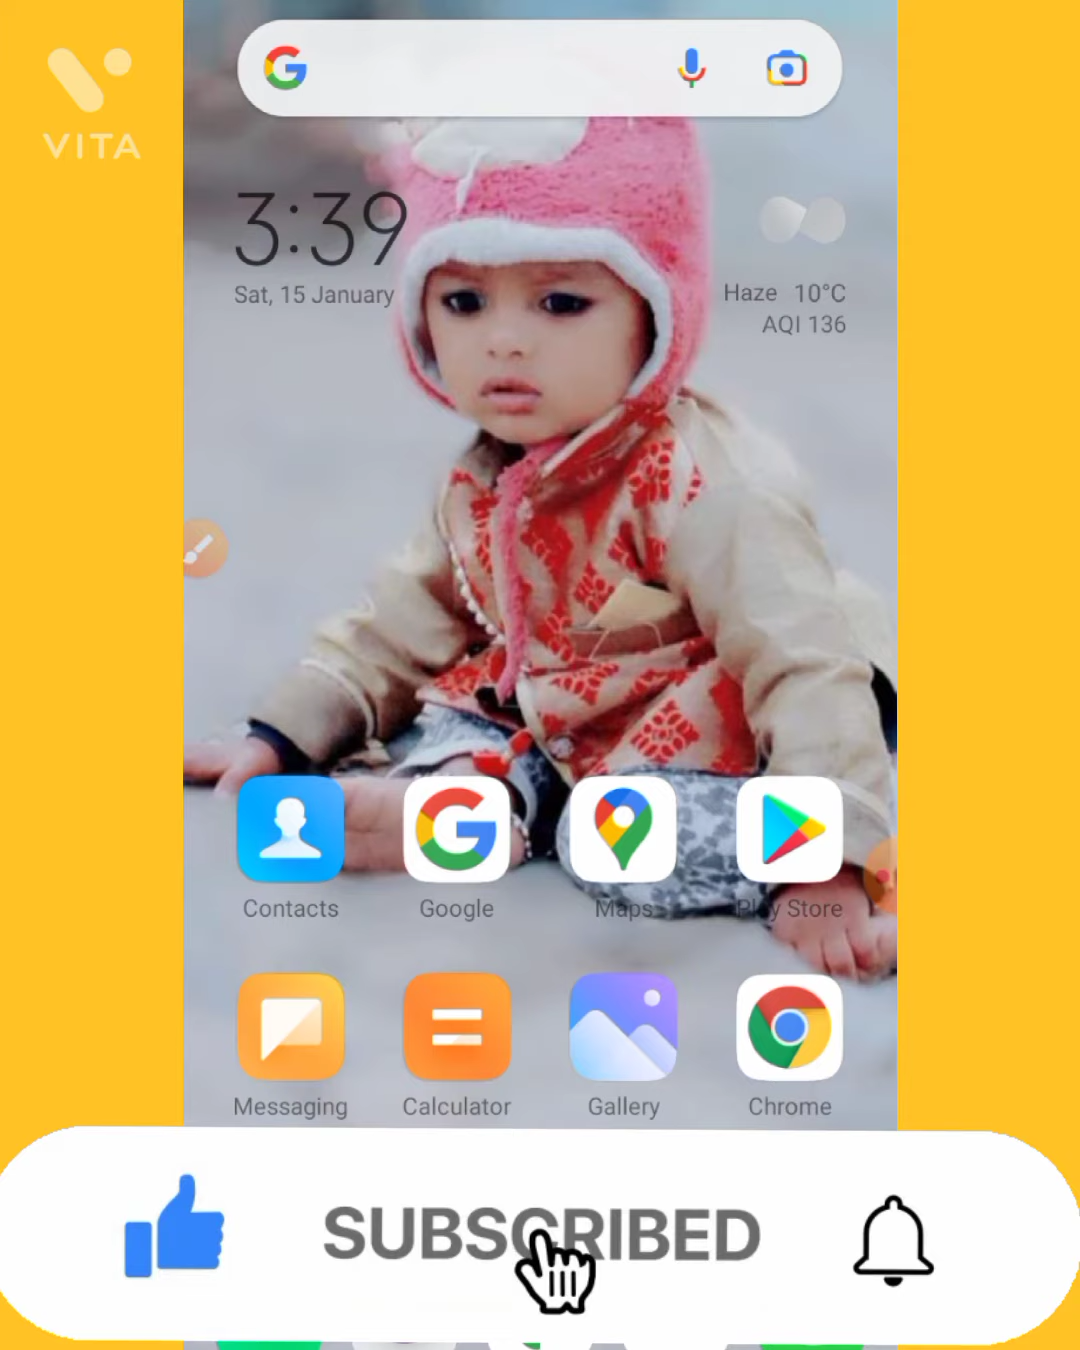 VITA
3:39
Sat, 15 January
Haze 10°C
AQI 136
Contacts
Google
Maps
Play Store
Messaging
Calculator
Gallery
Chrome
SUBSCRIBED